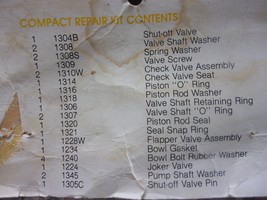 COMPACT REPAIR KIT CONTENTS
1 1304B Shut-off Valve
2 1308 Valve Shaft Washer
2 1308S Spring Washer
1 1309 Valve Screw
2 1310W Check Valve Assembly
1 1314 Check Valve Seat
1 1316 Piston "O" Ring
1 1318 Piston Rod Washer
1 1306 Valve Shaft Retaining Ring
2 1307 Valve Shaft "O" Ring
1 1320 Piston Rod Seal
1 1321 Seal Snap Ring
1 1228W Flapper Valve Assembly
1 1234 Bowl Gasket
4 1240 Bowl Bolt Rubber Washer
1 1224 Joker Valve
2 1345 Pump Shaft Washer
1 1305C Shut-off Valve Pin